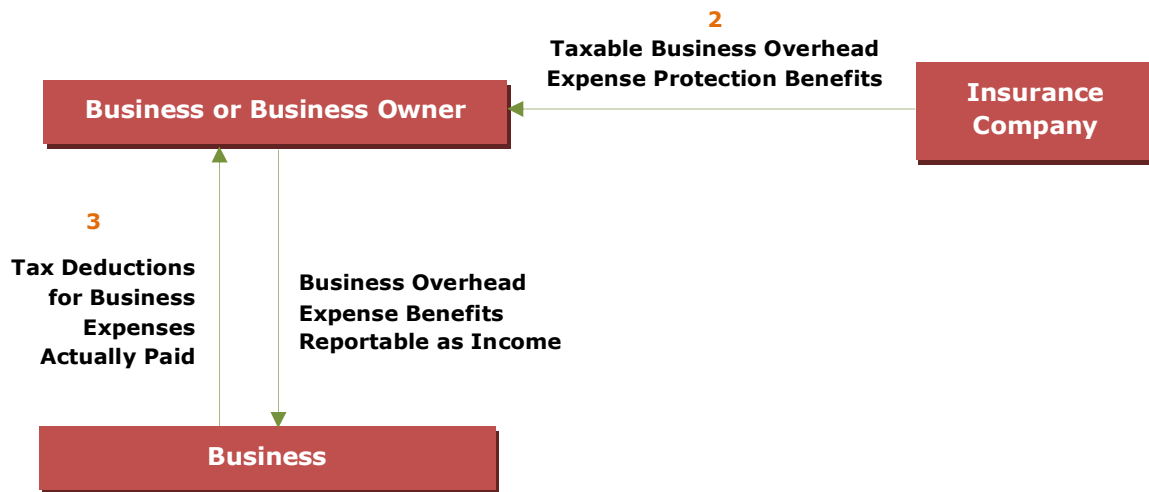 2
Taxable Business Overhead
Expense Protection Benefits
Business or Business Owner
Insurance
Company
3
Tax Deductions
for Business
Expenses
Actually Paid
Business Overhead
Expense Benefits
Reportable as Income
Business